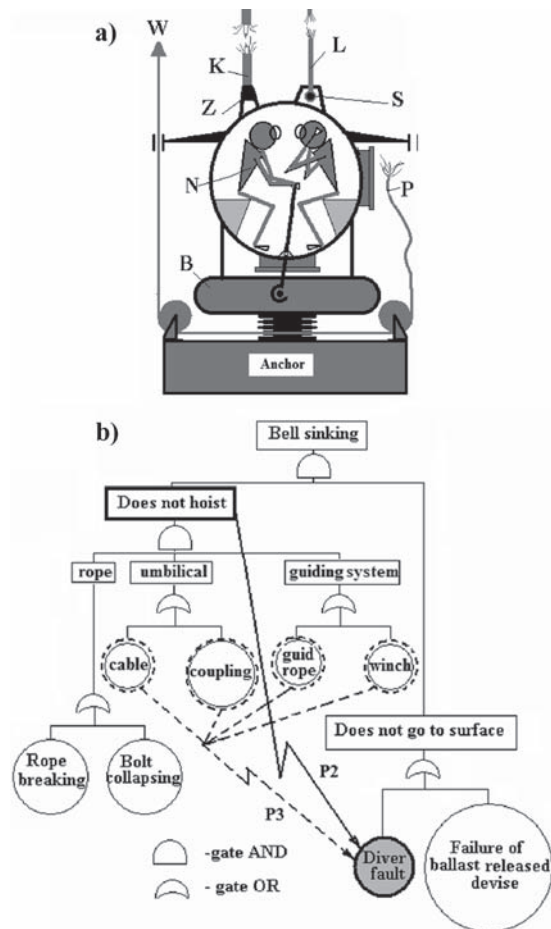 a)
W
K
L
Z
S
N
P
B
Anchor
b)
Bell sinking
Does not hoist
rope
umbilical
guiding system
cable
coupling
guid
rope
winch
Does not go to surface
Rope
breaking
Bolt
collapsing
P2
P3
-gate AND
- gate OR
Diver
fault
Failure of
ballast released
devise